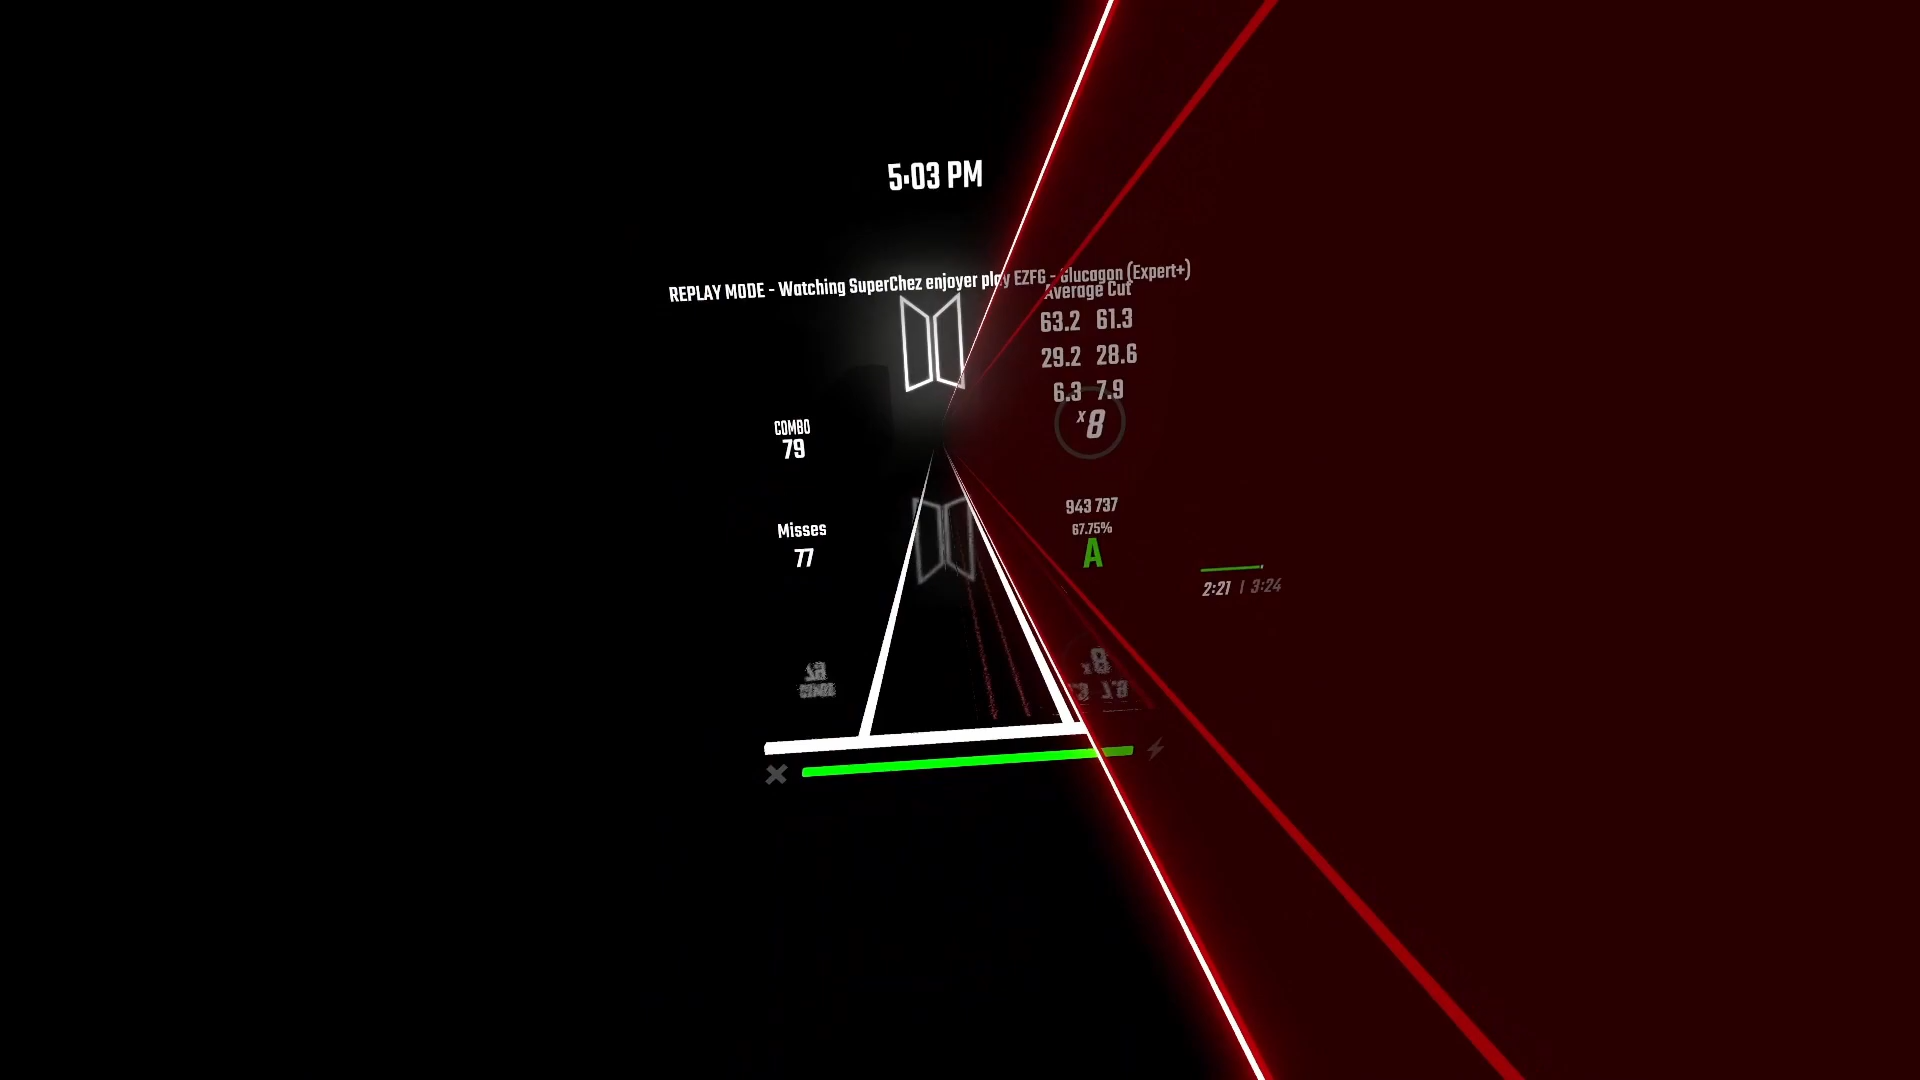 5:03 PM
REPLAY MODE - Watching SuperChez enjoyer play EZFG - Glucagon (Expert+)
Average Cut
63.2 61.3
29.2 28.6
6.3 7.9
x8
COMBO
79
Misses
77
943 737
67.75%
A
2:21 | 3:24